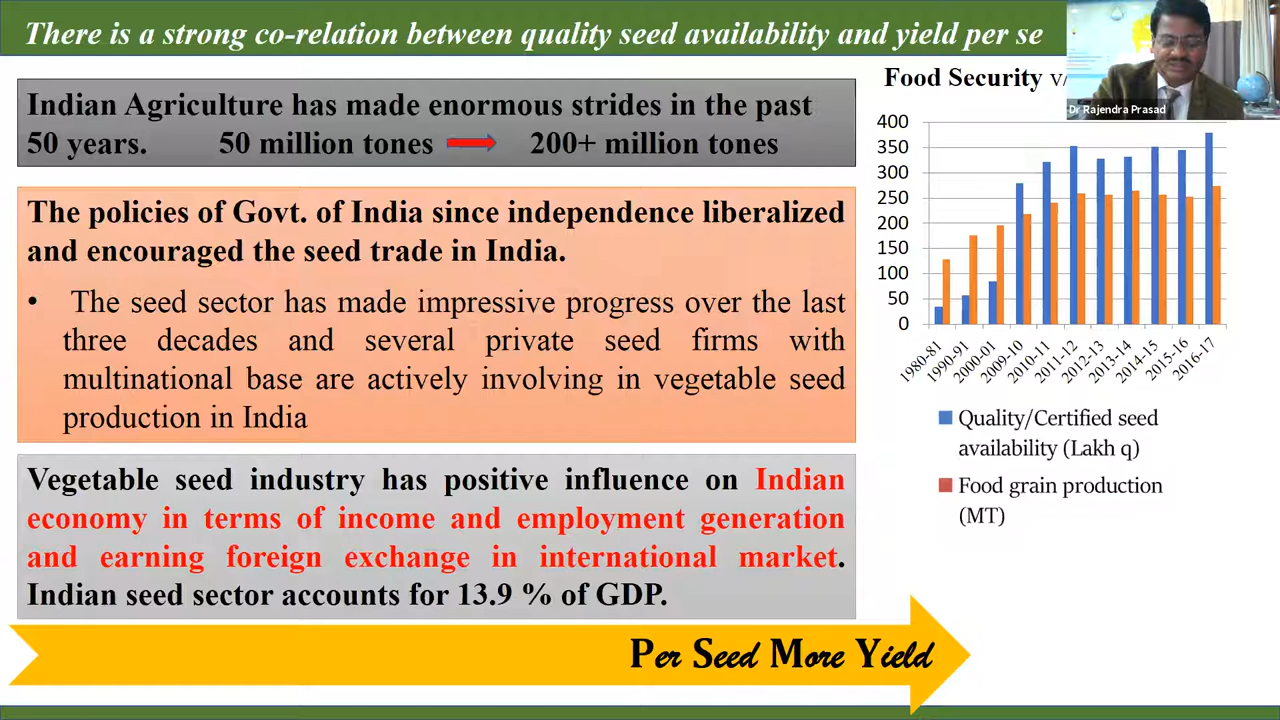 There is a strong co-relation between quality seed availability and yield per se
Dr Rajendra Prasad
Indian Agriculture has made enormous strides in the past
50 years. 50 million tones 200+ million tones
The policies of Govt. of India since independence liberalized
and encouraged the seed trade in India.
• The seed sector has made impressive progress over the last
three decades and several private seed firms with
multinational base are actively involving in vegetable seed
production in India
Vegetable seed industry has positive influence on Indian
economy in terms of income and employment generation
and earning foreign exchange in international market.
Indian seed sector accounts for 13.9 % of GDP.
Per Seed More Yield
Food Security v/
400
350
300
250
200
150
100
50
0
1980-81
1990-91
2000-01
2009-10
2010-11
2011-12
2012-13
2013-14
2014-15
2015-16
2016-17
Quality/Certified seed
availability (Lakh q)
Food grain production
(MT)